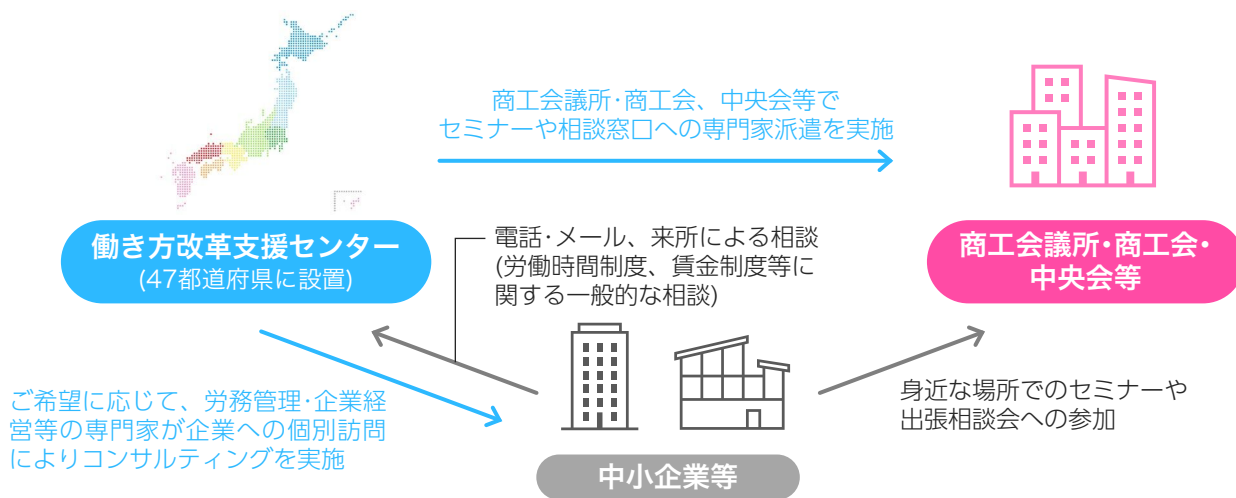 商工会議所･商工会、中央会等で
セミナーや相談窓口への専門家派遣を実施
働き方改革支援センター
(47都道府県に設置)
電話･メール、来所による相談
(労働時間制度、賃金制度等に
関する一般的な相談)
商工会議所･商工会･
中央会等
ご希望に応じて、労務管理･企業経
営等の専門家が企業への個別訪問
によりコンサルティングを実施
身近な場所でのセミナーや
出張相談会への参加
中小企業等